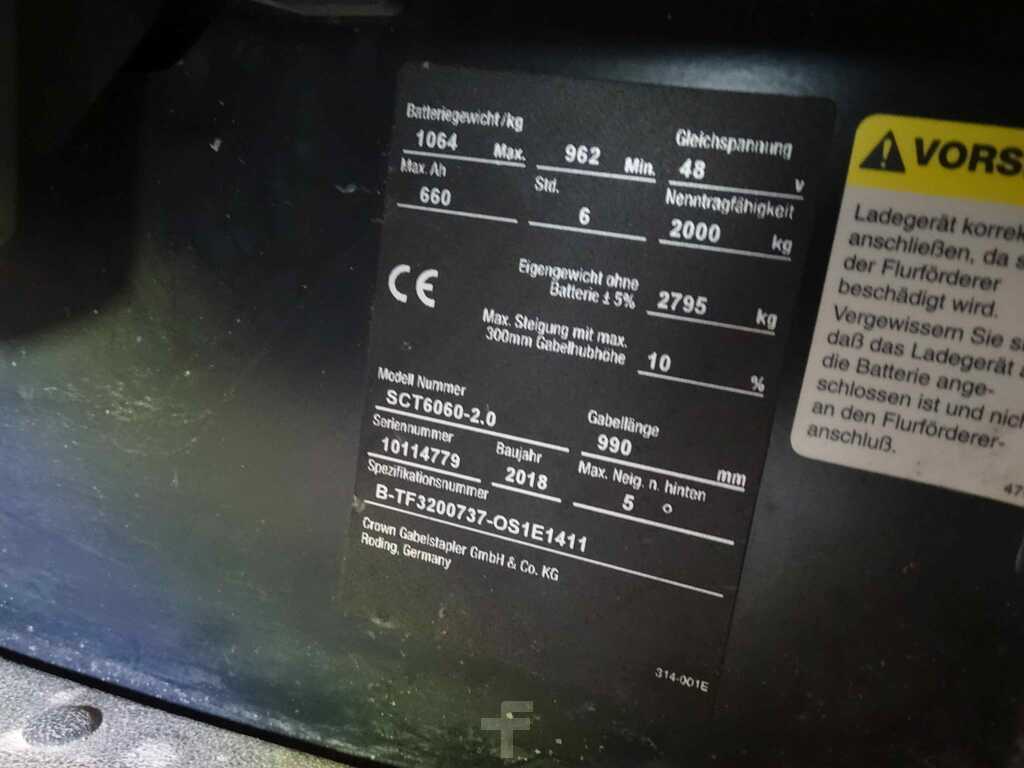 Batteriegewicht/kg
1064 Max. 962 Min.
Gleichspannung
48 V
Max. Ah
660
Std.
6
Nenntragfähigkeit
2000 kg
CE
Eigengewicht ohne
Batterie ± 5% 2795 kg
Max. Steigung mit max.
300mm Gabelhubhöhe 10 %
Modell Nummer
SCT6060-2.0
Gabellänge
990 mm
Seriennummer
10114779
Baujahr
2018
Max. Neig. n. hinten
5 °
Spezifikationsnummer
B-TF3200737-OS1E1411
Crown Gabelstapler GmbH & Co. KG
Roding, Germany
314-001E
VORS
Ladegerät korrek
anschließen, da s
der Flurförderer
beschädigt wird.
Vergewissern Sie s
daß das Ladegerät
die Batterie ange-
schlossen ist und nich
an den Flurförderer-
anschluß.
47